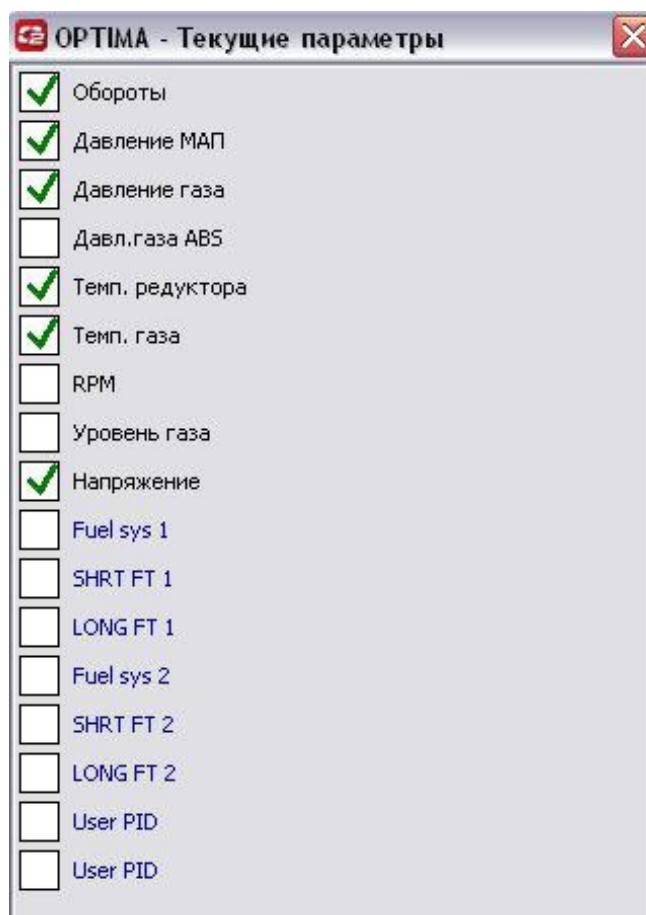 OPTIMA - Текущие параметры
Обороты
Давление МАП
Давление газа
Давл.газа ABS
Темп. редуктора
Темп. газа
RPM
Уровень газа
Напряжение
Fuel sys 1
SHRT FT 1
LONG FT 1
Fuel sys 2
SHRT FT 2
LONG FT 2
User PID
User PID